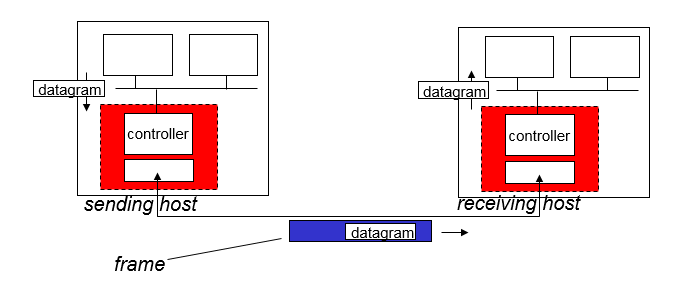 datagram
controller
sending host
datagram
controller
receiving host
datagram
frame